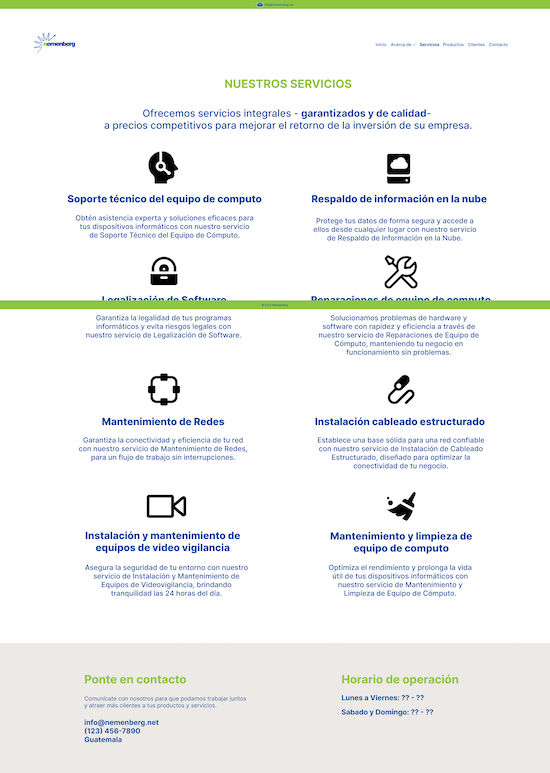 info@nemenberg.net
nemenberg
Inicio Acerca de Servicios Productos Clientes Contacto
NUESTROS SERVICIOS
Ofrecemos servicios integrales - garantizados y de calidad-
a precios competitivos para mejorar el retorno de la inversión de su empresa.
Soporte técnico del equipo de computo
Obtén asistencia experta y soluciones eficaces para
tus dispositivos informáticos con nuestro servicio
de Soporte Técnico del Equipo de Cómputo.
Respaldo de información en la nube
Protege tus datos de forma segura y accede a
ellos desde cualquier lugar con nuestro servicio
de Respaldo de Información en la Nube.
Legalización de Software
Garantiza la legalidad de tus programas
informáticos y evita riesgos legales con
nuestro servicio de Legalización de Software.
Reparaciones de equipo de computo
Solucionamos problemas de hardware y
software con rapidez y eficiencia a través de
nuestro servicio de Reparaciones de Equipo de
Cómputo, manteniendo tu negocio en
funcionamiento sin problemas.
Mantenimiento de Redes
Garantiza la conectividad y eficiencia de tu red
con nuestro servicio de Mantenimiento de Redes,
para un flujo de trabajo sin interrupciones.
Instalación cableado estructurado
Establece una base sólida para una red confiable
con nuestro servicio de Instalación de Cableado
Estructurado, diseñado para optimizar la
conectividad de tu negocio.
Instalación y mantenimiento de
equipos de video vigilancia
Asegura la seguridad de tu entorno con nuestro
servicio de Instalación y Mantenimiento de
Equipos de Videovigilancia, brindando
tranquilidad las 24 horas del día.
Mantenimiento y limpieza de
equipo de computo
Optimiza el rendimiento y prolonga la vida
útil de tus dispositivos informáticos con
nuestro servicio de Mantenimiento y
Limpieza de Equipo de Cómputo.
Ponte en contacto
Comunícate con nosotros para que podamos trabajar juntos
y atraer más clientes a tus productos y servicios.
info@nemenberg.net
(123) 456-7890
Guatemala
Horario de operación
Lunes a Viernes: ?? - ??
Sabado y Domingo: ?? - ??